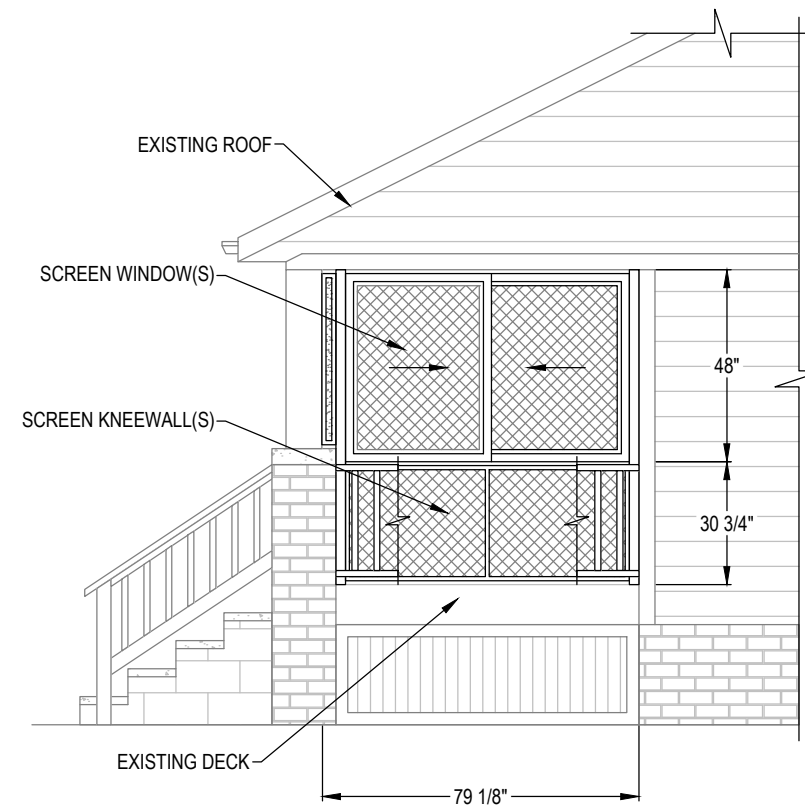 EXISTING ROOF
SCREEN WINDOW(S)
48"
SCREEN KNEEWALL(S)
30 3/4"
EXISTING DECK
79 1/8"